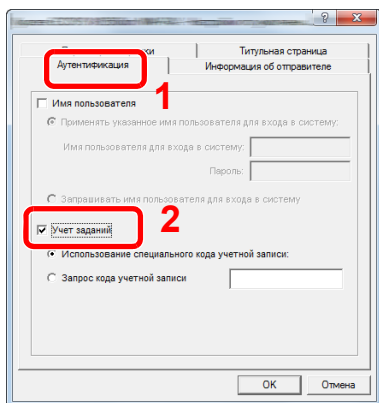 Титульная страница
Аутентификация
Информация об отправителе
1
Имя пользователя
Применять указанное имя пользователя для входа в систему:
Имя пользователя для входа в систему:
Пароль:
Запрашивать имя пользователя для входа в систему
2
Учет заданий
Использование специального кода учетной записи:
Запрос кода учетной записи
OK
Отмена